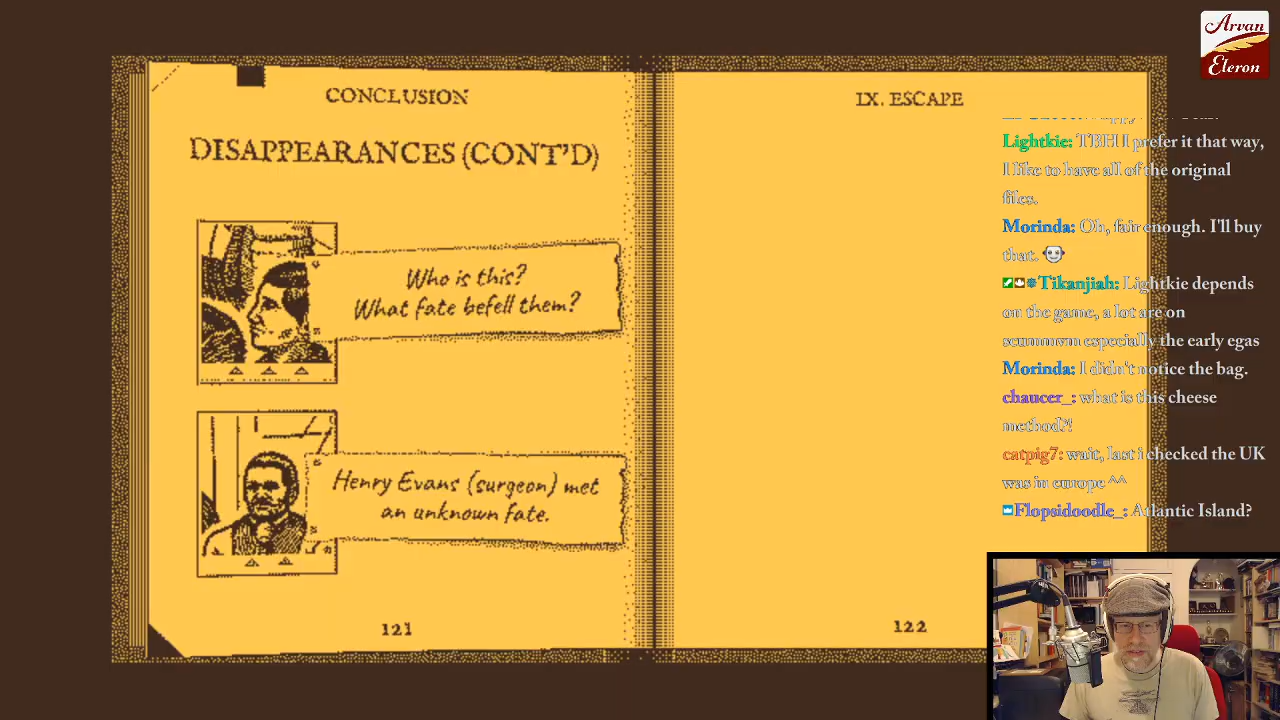 Arvan
Eleron
CONCLUSION
DISAPPEARANCES (CONT'D)
Who is this?
What fate befell them?
Henry Evans (surgeon) met
an unknown fate.
121
IX. ESCAPE
122
Lightkie: TBH I prefer it that way,
I like to have all of the original
files.
Morinda: Oh, fair enough. I'll buy
that.
Tikanjiah: Lightkie depends
on the game, a lot are on
scummvm especially the early egas
Morinda: I didn't notice the bag.
chaucer_: what is this cheese
method?!
catpig7: wait, last i checked the UK
was in europe ^^
Flopsidoodle_: Atlantic Island?